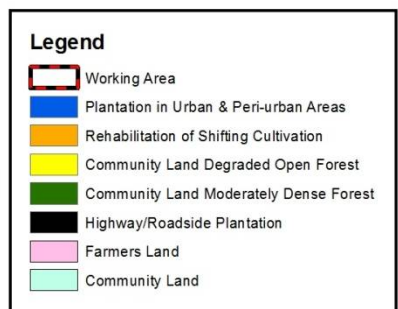 Legend
Working Area
Plantation in Urban & Peri-urban Areas
Rehabilitation of Shifting Cultivation
Community Land Degraded Open Forest
Community Land Moderately Dense Forest
Highway/Roadside Plantation
Farmers Land
Community Land